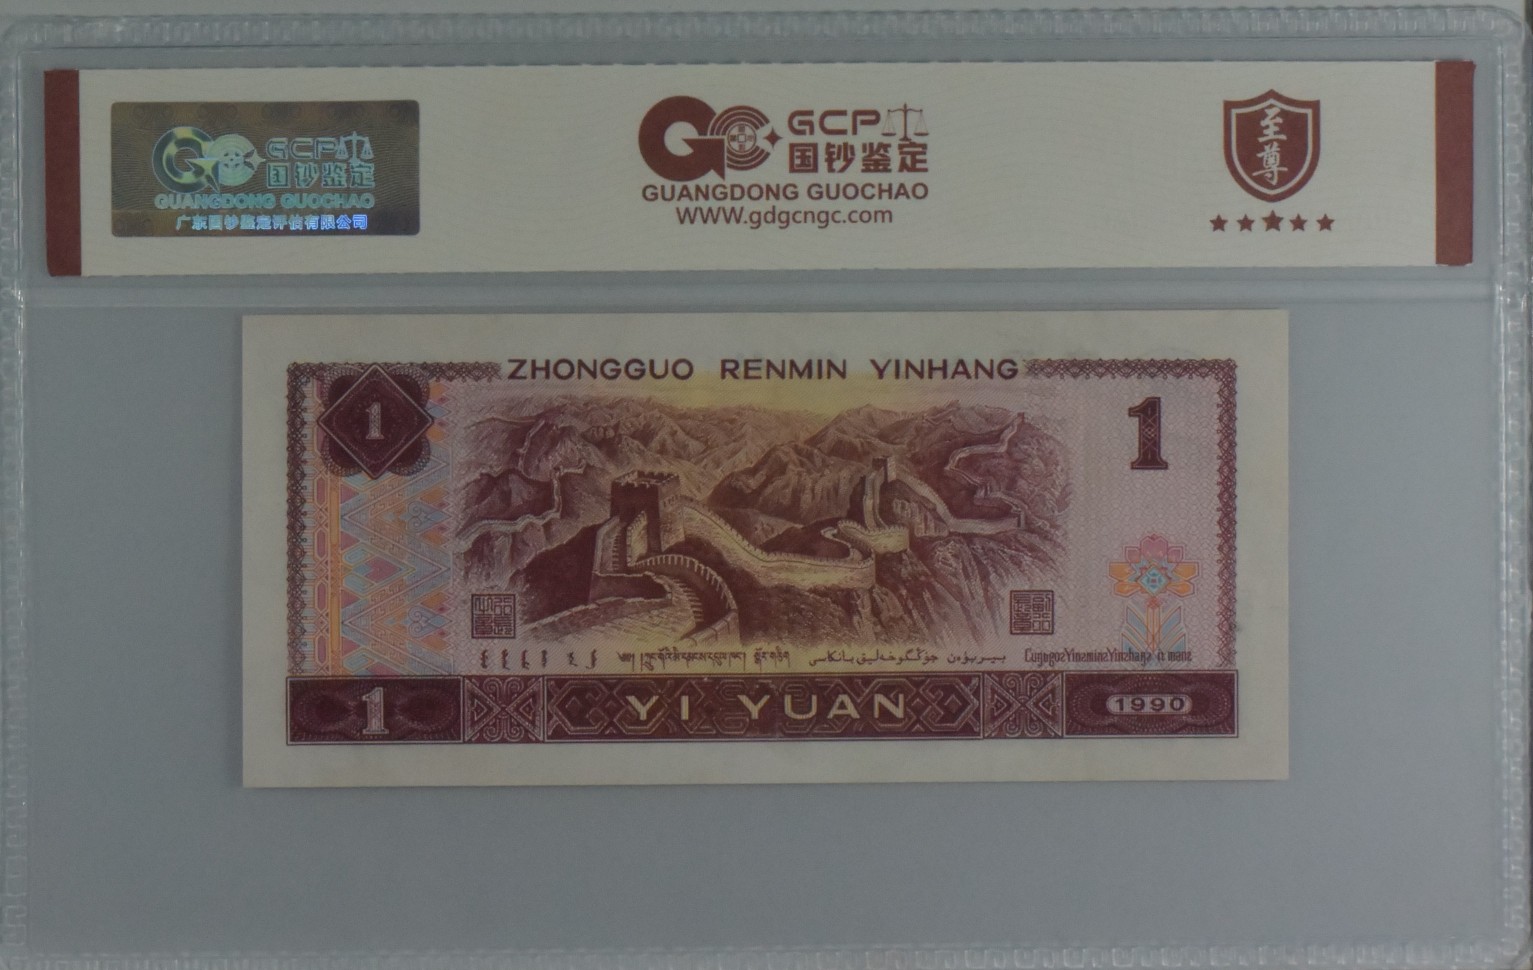 GCP
国钞鉴定
GUANGDONG GUOCHAO
广东国钞鉴定评估有限公司
GCP
国钞鉴定
GUANGDONG GUOCHAO
WWW.gdgcngc.com
至尊
ZHONGGUO RENMIN YINHANG
1
1
جۇڭگوخەلىق بانكىسى
1
YI YUAN
1990